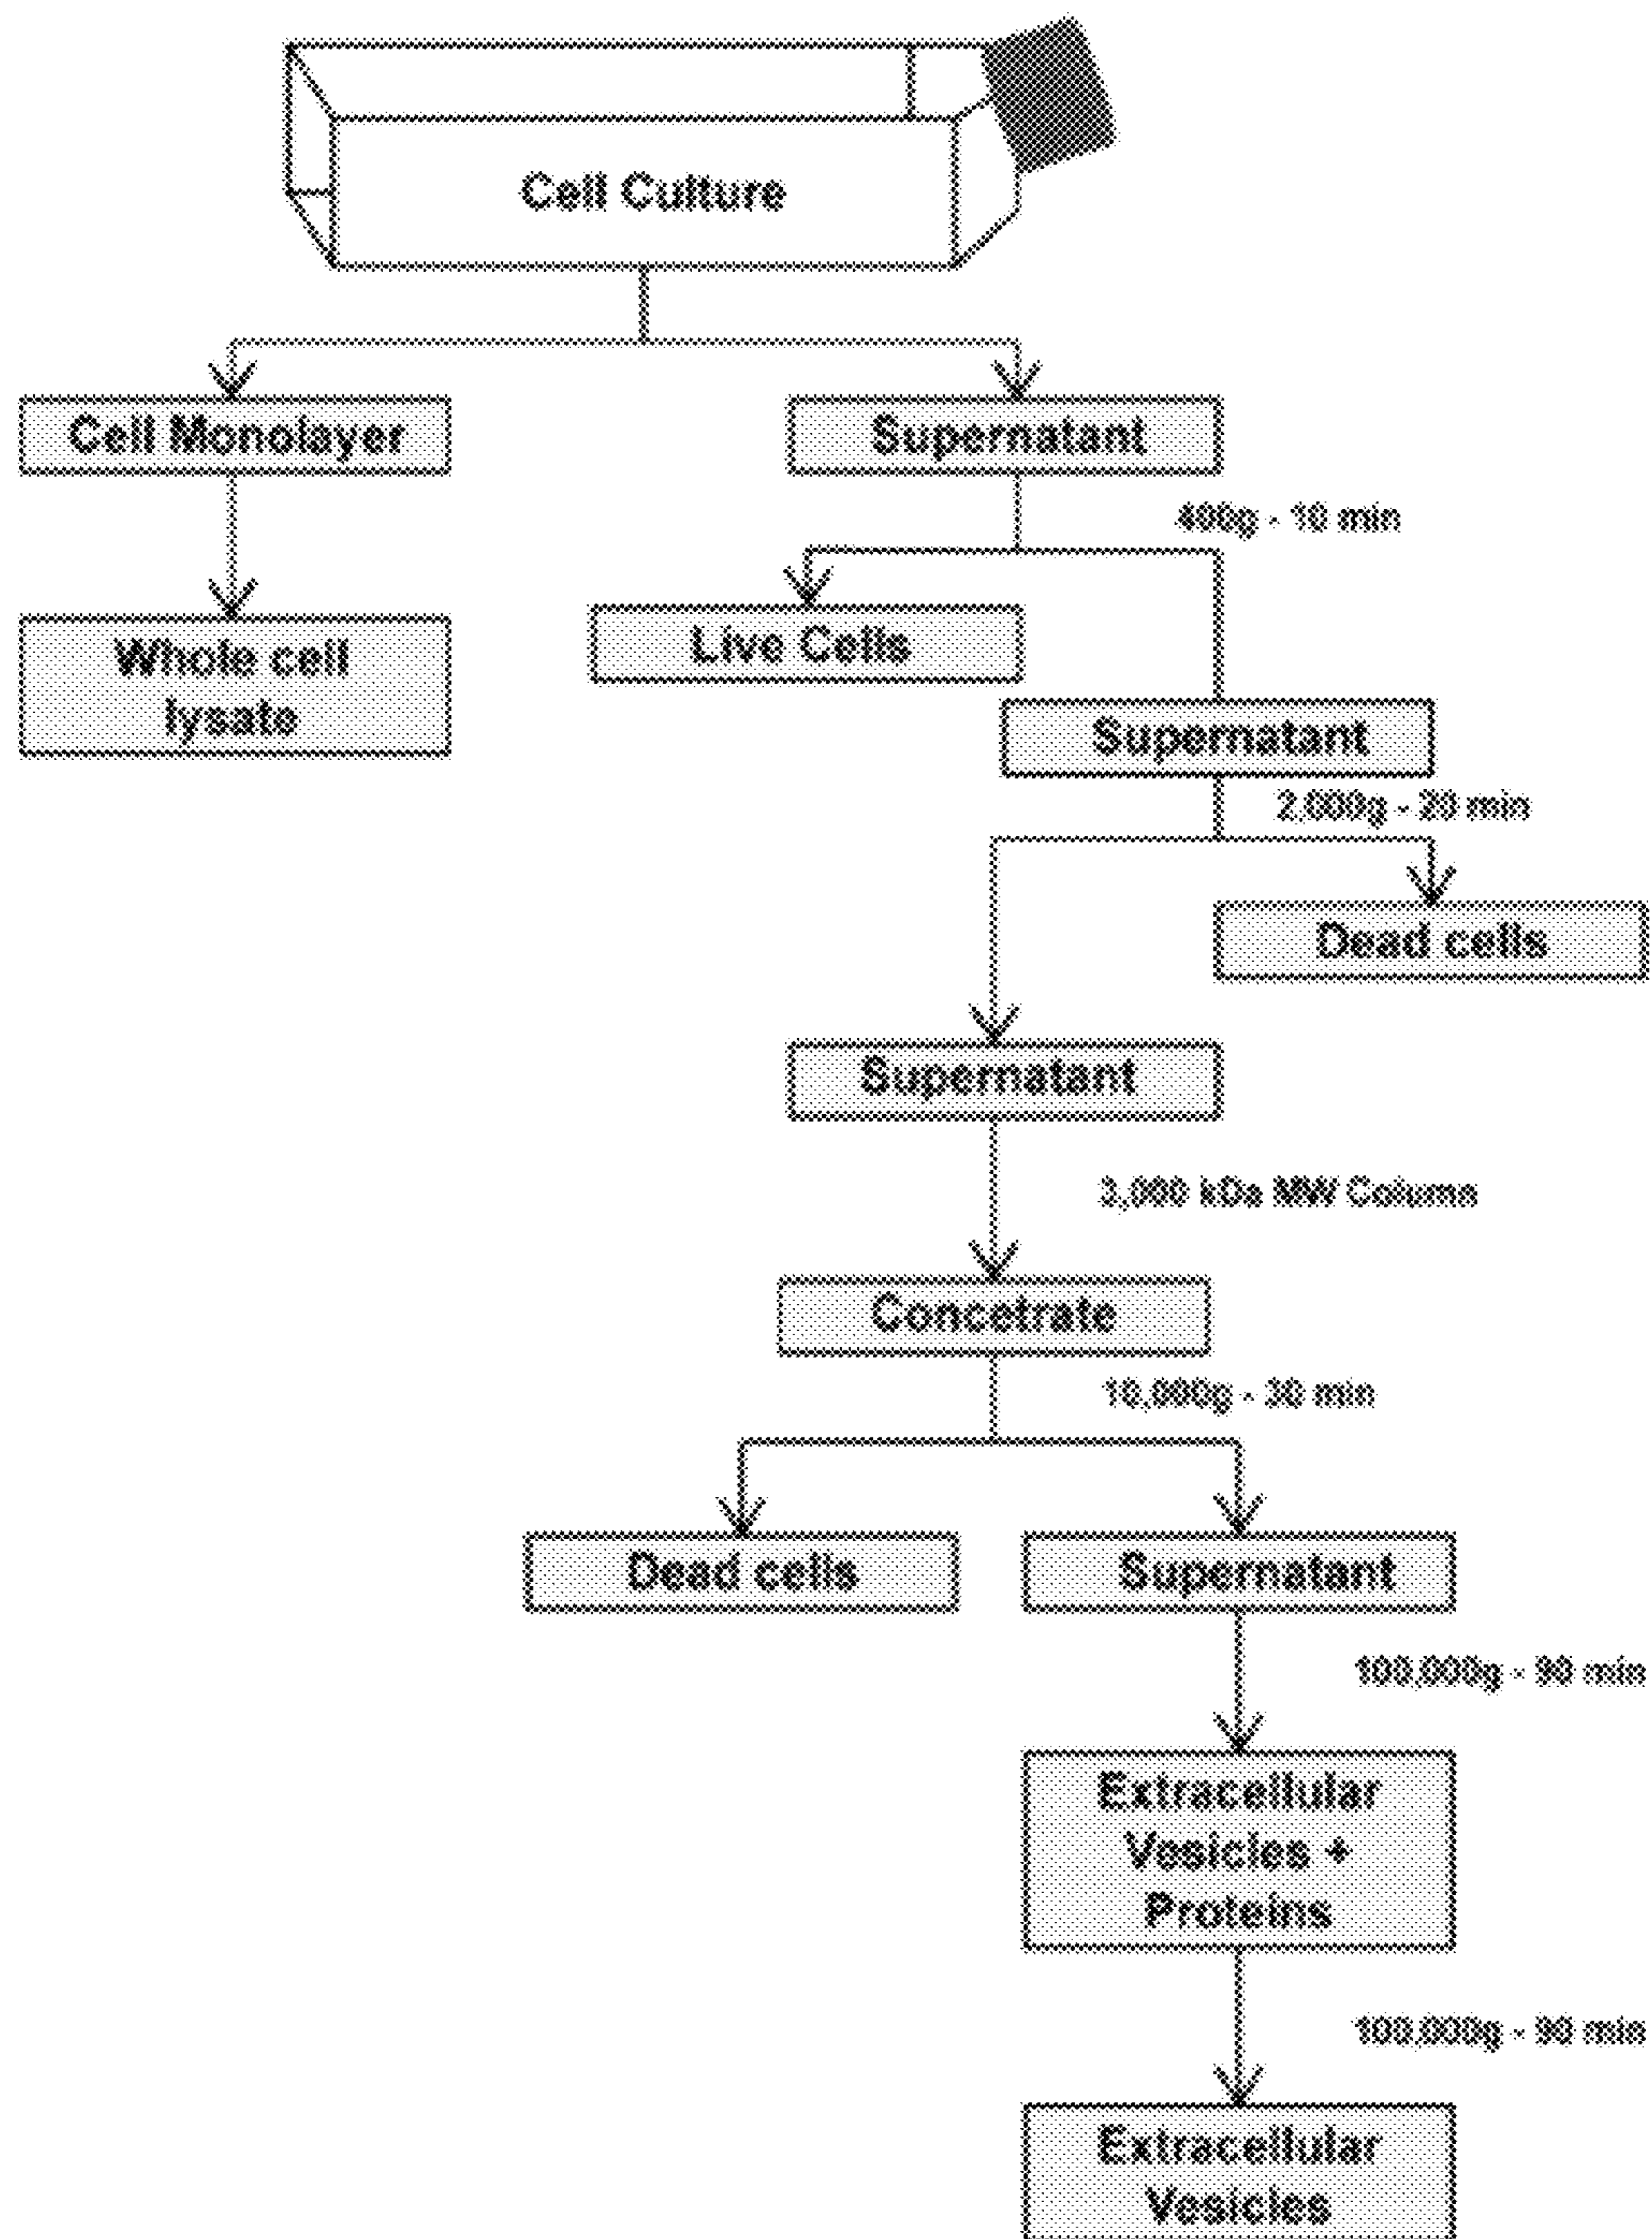 Cell Culture
Cell Monolayer
Supernatant
400g - 10 min
Live Cells
Whole cell
lysate
Supernatant
2,000g - 20 min
Dead cells
Supernatant
3,000 kDa MW Column
Concetrate
10,000g - 30 min
Dead cells
Supernatant
100,000g - 90 min
Extracellular
Vesicles +
Proteins
100,000g - 90 min
Extracellular
Vesicles